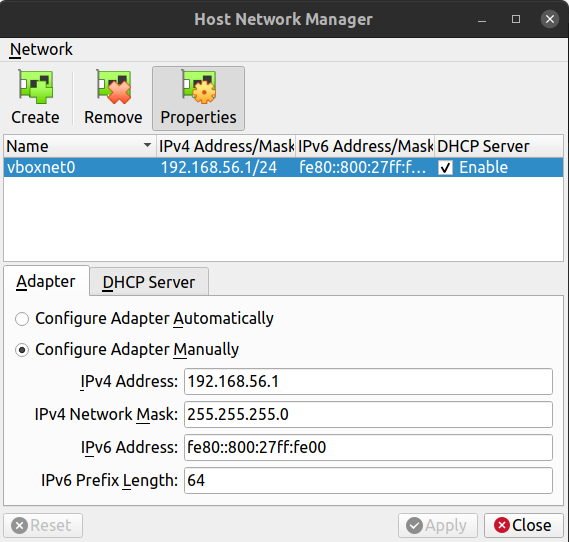 Host Network Manager
Network
Create Remove Properties
Name IPv4 Address/Mask IPv6 Address/Mask DHCP Server
vboxnet0 192.168.56.1/24 fe80::800:27ff:f... Enable
Adapter DHCP Server
Configure Adapter Automatically
Configure Adapter Manually
IPv4 Address: 192.168.56.1
IPv4 Network Mask: 255.255.255.0
IPv6 Address: fe80::800:27ff:fe00
IPv6 Prefix Length: 64
Reset Apply Close